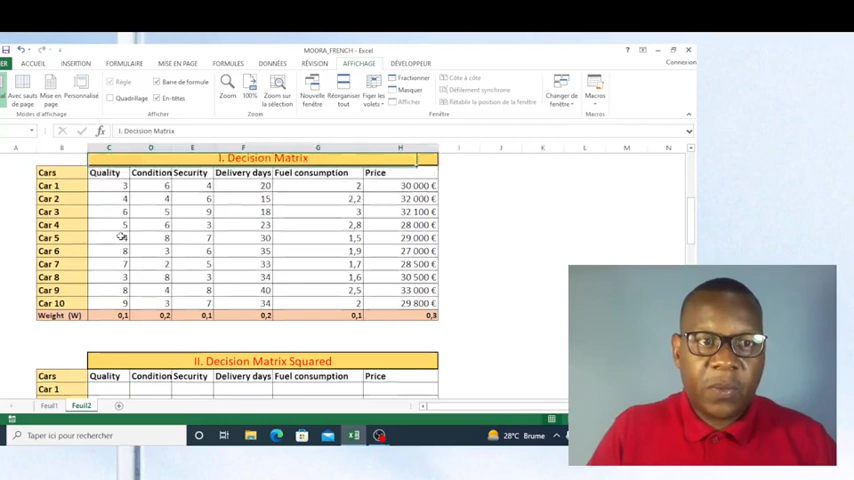 MOORA_FRENCH - Excel
IER ACCUEIL INSERTION FORMULAIRE MISE EN PAGE FORMULES DONNÉES RÉVISION AFFICHAGE DÉVELOPPEUR Connexion
Règle Barre de formule
Quadrillage En-têtes
Avec sauts de page Mise en page Personnalisé
Zoom 100% Zoom sur la sélection
Nouvelle fenêtre Réorganiser tout Figer les volets
Fractionner
Masquer
Afficher
Côte à côte
Défilement synchrone
Rétablir la position de la fenêtre
Changer de fenêtre Macros
Modes d'affichage Afficher Zoom Fenêtre Macros
I. Decision Matrix
A B C D E F G H I J K L M
I. Decision Matrix
Cars Quality Condition Security Delivery days Fuel consumption Price
Car 1 3 6 4 20 2 30 000 €
Car 2 4 4 6 15 2,2 32 000 €
Car 3 6 5 9 18 3 32 100 €
Car 4 5 6 3 23 2,8 28 000 €
Car 5 8 7 30 1,5 29 000 €
Car 6 8 3 6 35 1,9 27 000 €
Car 7 7 2 5 33 1,7 28 500 €
Car 8 3 8 3 34 1,6 30 500 €
Car 9 8 4 8 40 2,5 33 000 €
Car 10 9 3 7 34 2 29 800 €
Weight (W) 0,1 0,2 0,1 0,2 0,1 0,3
II. Decision Matrix Squared
Cars Quality Condition Security Delivery days Fuel consumption Price
Car 1
Feuil1 Feuil2
Taper ici pour rechercher 28°C Brume